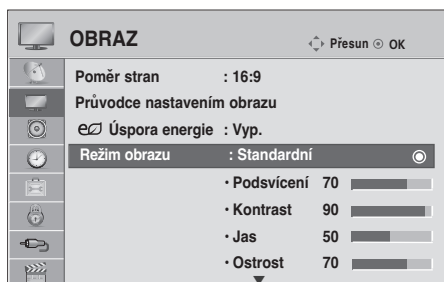 OBRAZ Přesun OK
Poměr stran : 16:9
Průvodce nastavením obrazu
Úspora energie : Vyp.
Režim obrazu : Standardní
• Podsvícení 70
• Kontrast 90
• Jas 50
• Ostrost 70